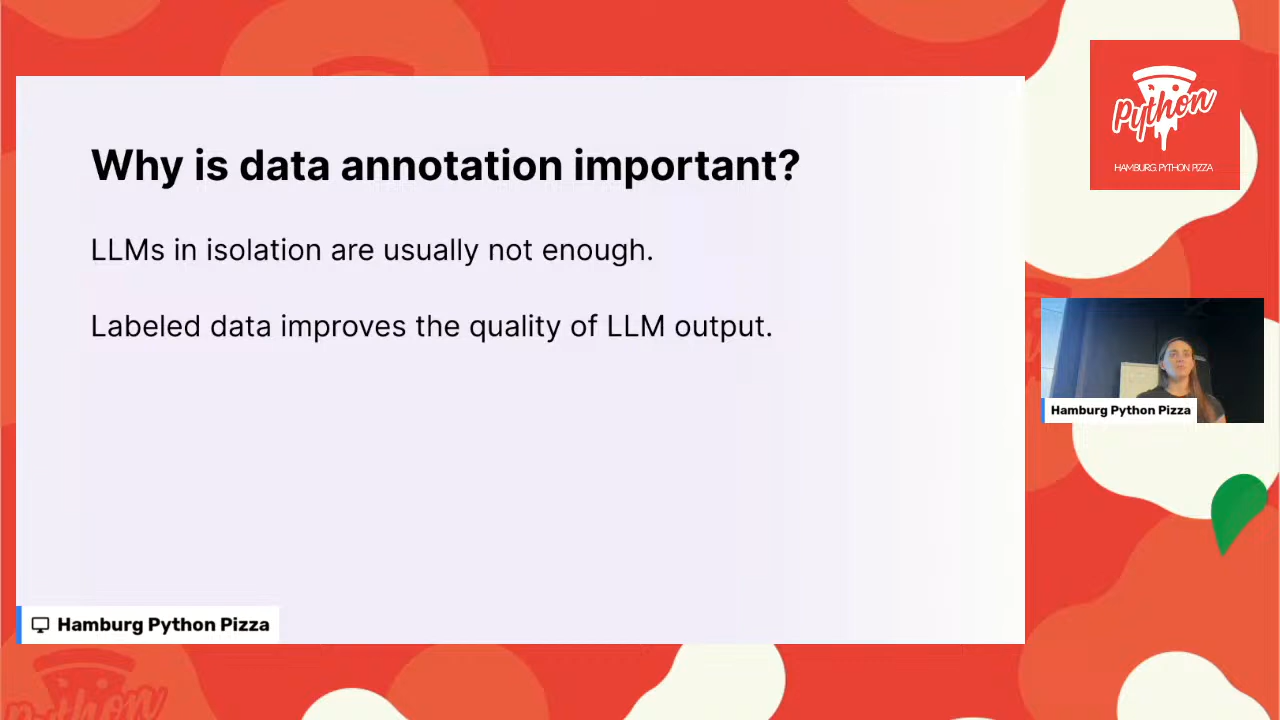 Why is data annotation important?
LLMs in isolation are usually not enough.
Labeled data improves the quality of LLM output.
Hamburg Python Pizza
Python
HAMBURG PYTHON PIZZA
Hamburg Python Pizza
Python